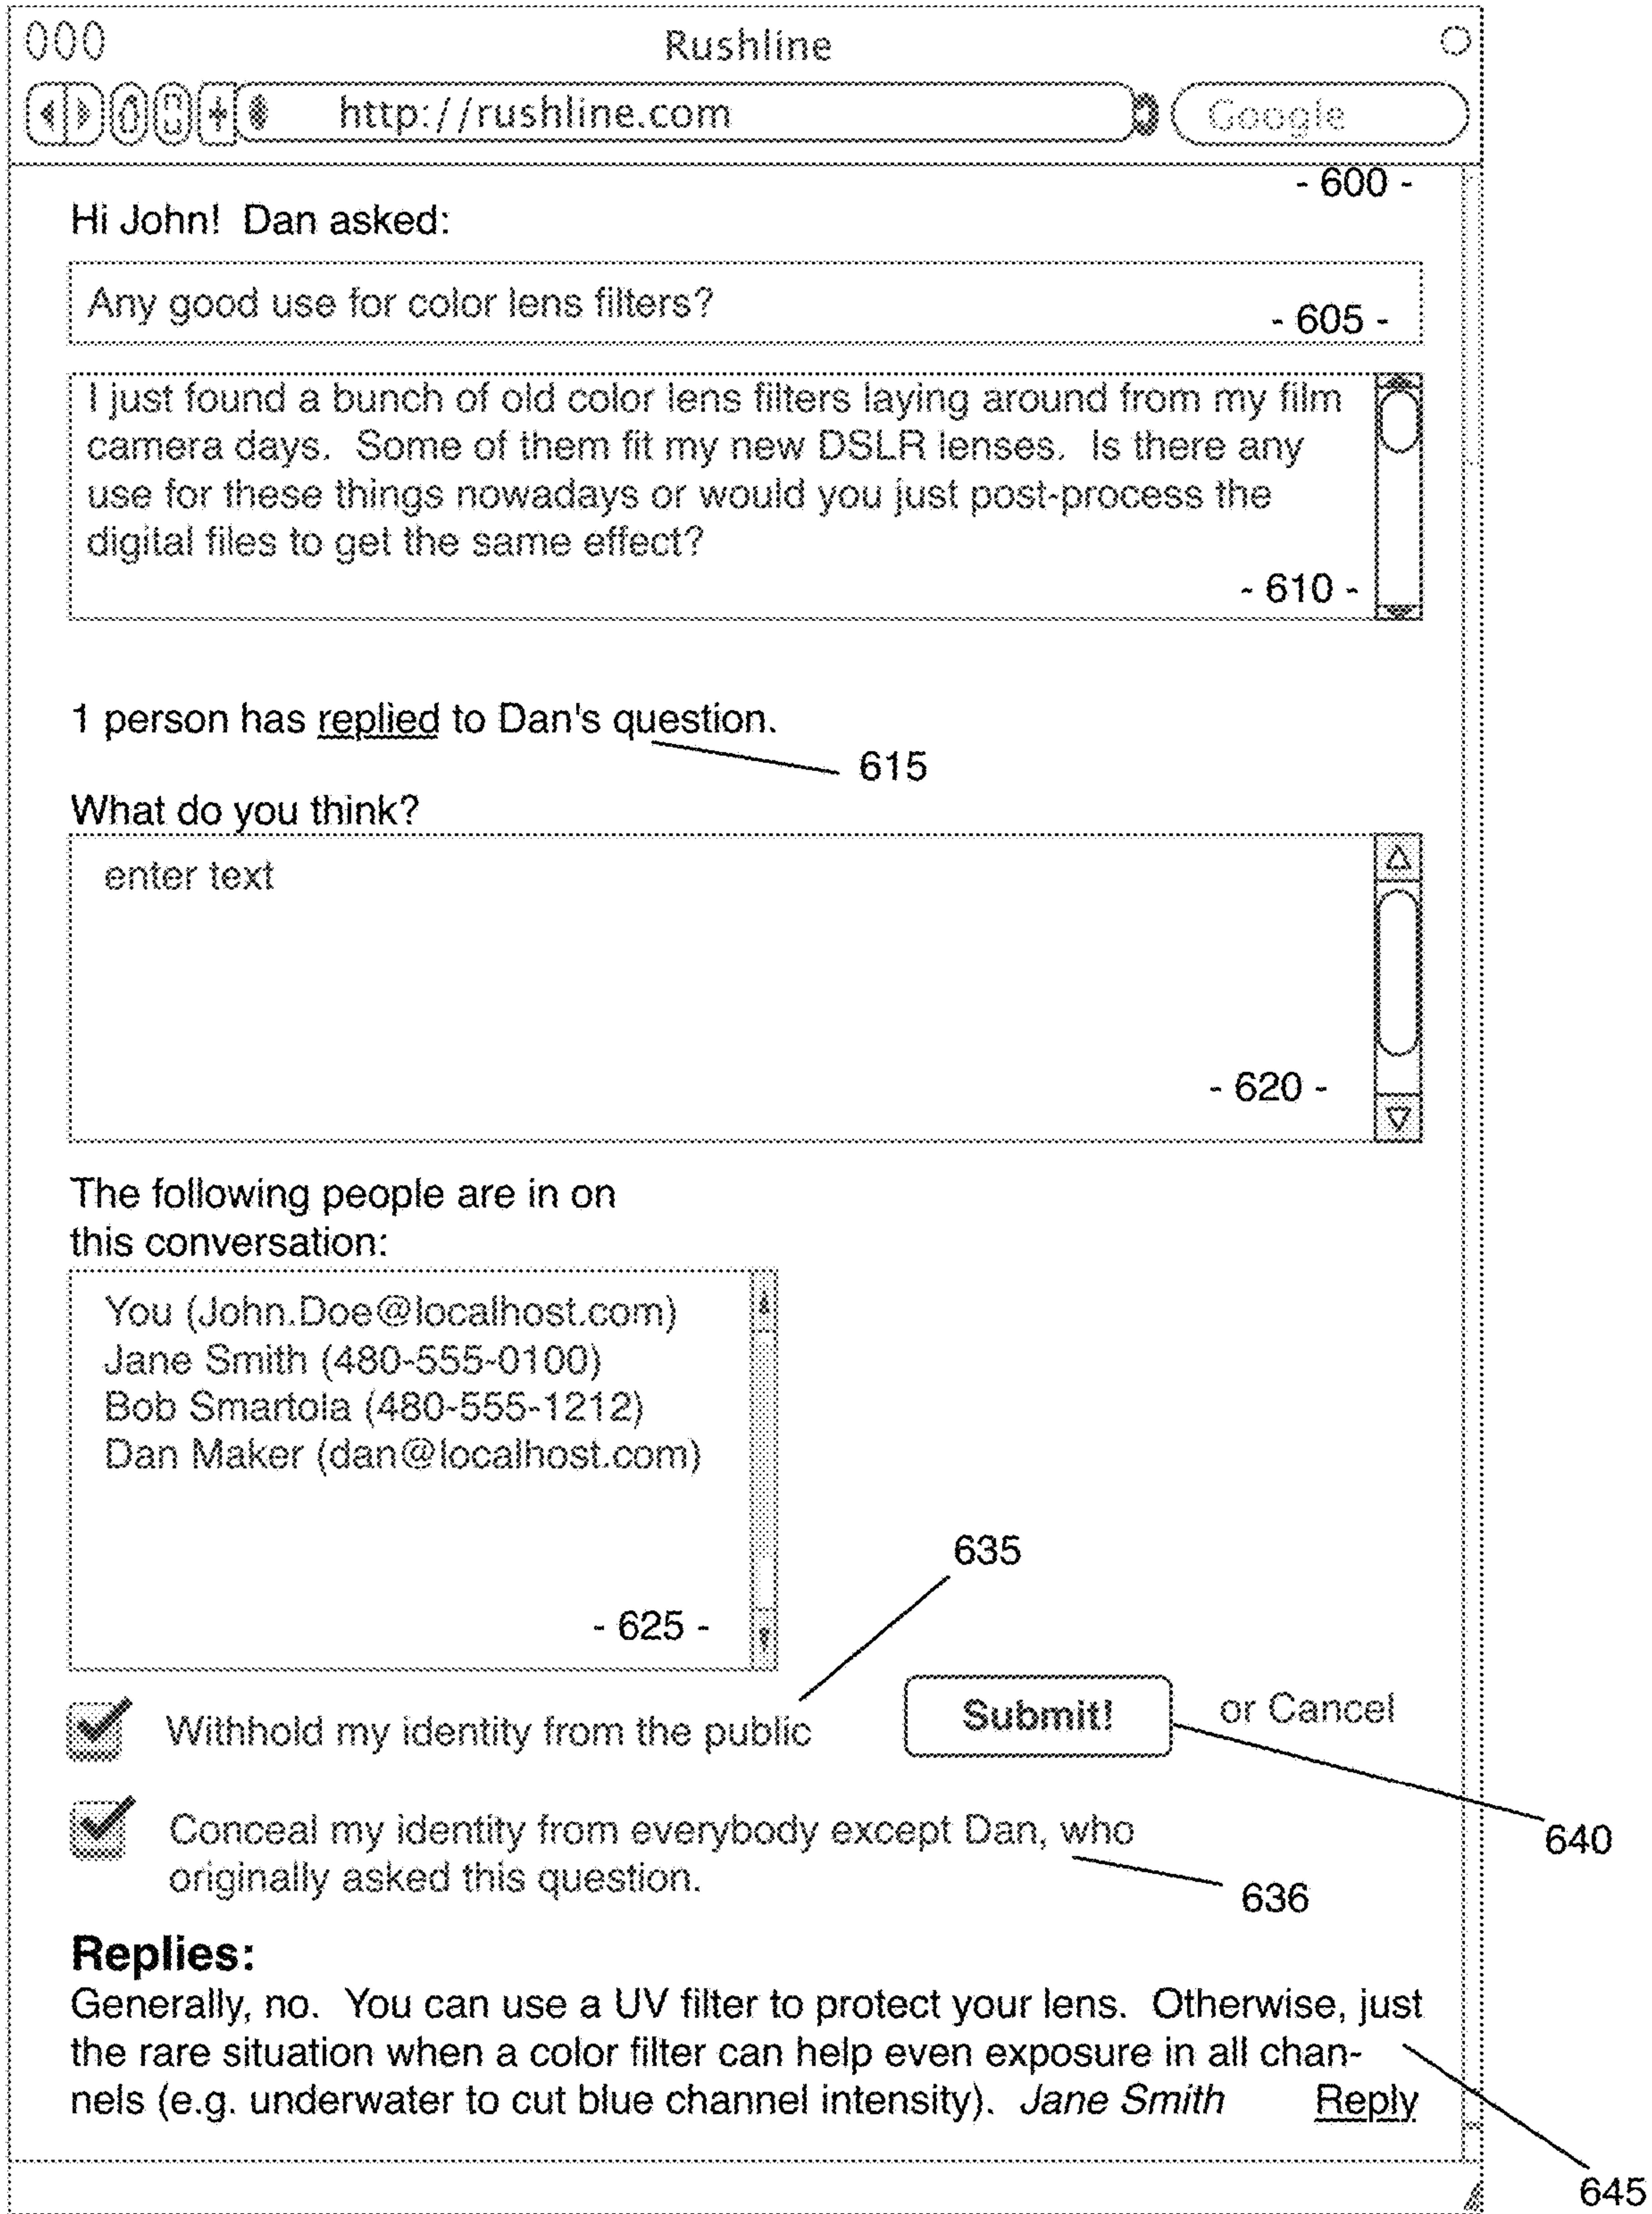 Rushline
http://rushline.com
Google
- 600 -
Hi John!  Dan asked:
Any good use for color lens filters?
- 605 -
I just found a bunch of old color lens filters laying around from my film
camera days.  Some of them fit my new DSLR lenses.  Is there any
use for these things nowadays or would you just post-process the
digital files to get the same effect?
- 610 -
1 person has replied to Dan's question.
615
What do you think?
enter text
- 620 -
The following people are in on
this conversation:
You (John.Doe@localhost.com)
Jane Smith (480-555-0100)
Bob Smartola (480-555-1212)
Dan Maker (dan@localhost.com)
- 625 -
635
Withhold my identity from the public
Submit!
or Cancel
640
Conceal my identity from everybody except Dan, who
originally asked this question.
636
Replies:
Generally, no.  You can use a UV filter to protect your lens.  Otherwise, just
the rare situation when a color filter can help even exposure in all chan-
nels (e.g. underwater to cut blue channel intensity).  Jane Smith
Reply
645